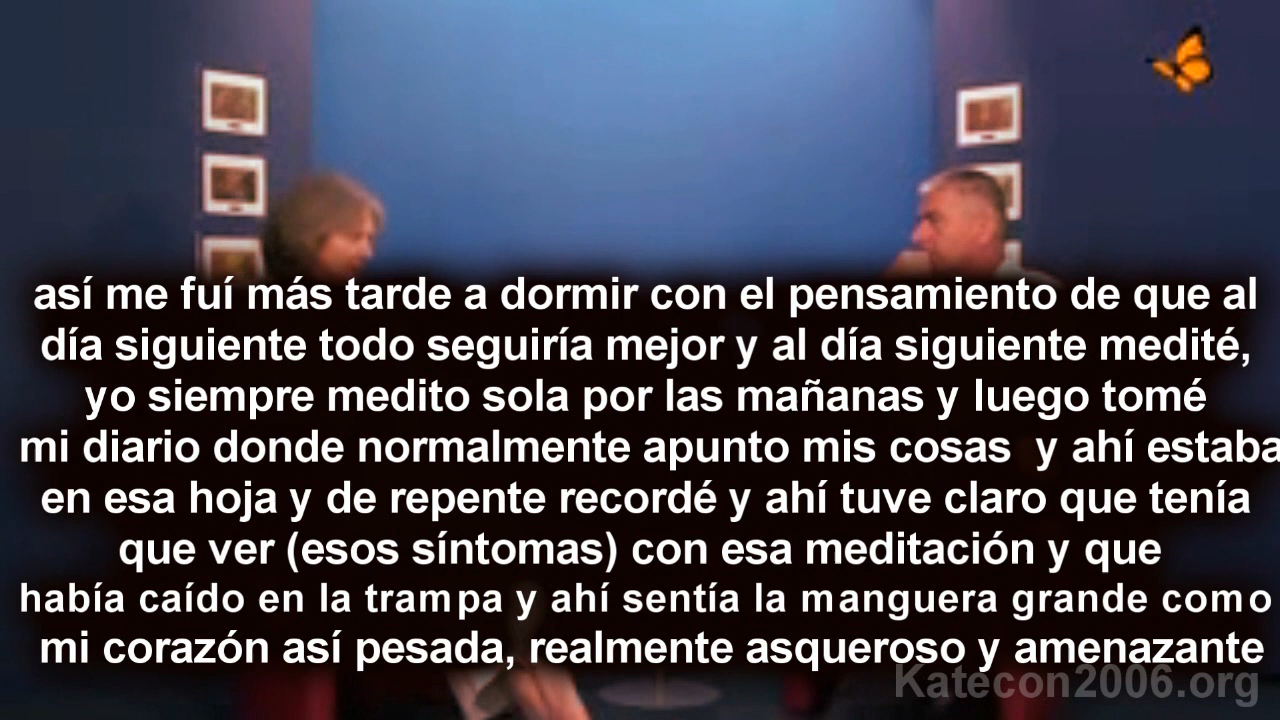 así me fuí más tarde a dormir con el pensamiento de que al
día siguiente todo seguiría mejor y al día siguiente medité,
yo siempre medito sola por las mañanas y luego tomé
mi diario donde normalmente apunto mis cosas  y ahí estaba
en esa hoja y de repente recordé y ahí tuve claro que tenía
que ver (esos síntomas) con esa meditación y que
había caído en la trampa y ahí sentía la manguera grande como
mi corazón así pesada, realmente asqueroso y amenazante
Katecon2006.org